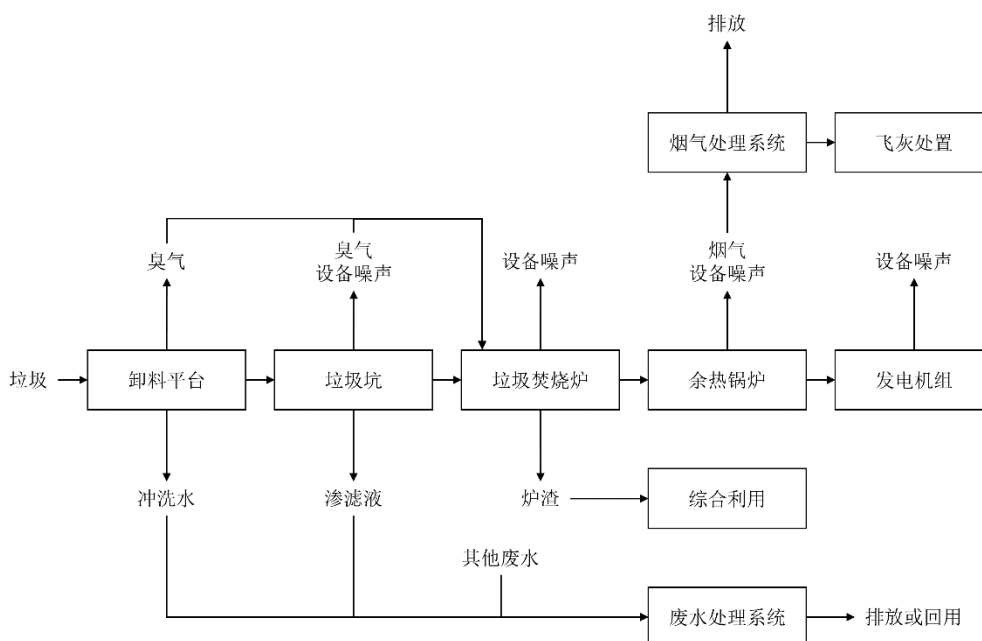 排放
烟气处理系统
飞灰处置
臭气
臭气
设备噪声
设备噪声
烟气
设备噪声
设备噪声
垃圾
卸料平台
垃圾坑
垃圾焚烧炉
余热锅炉
发电机组
冲洗水
渗滤液
炉渣
综合利用
其他废水
废水处理系统
排放或回用